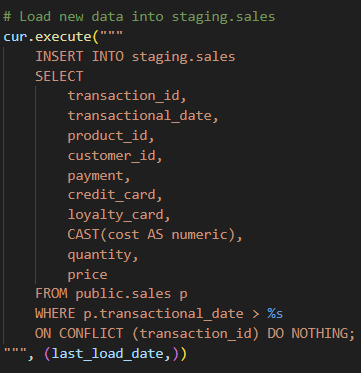 # Load new data into staging.sales
cur.execute("""
    INSERT INTO staging.sales
    SELECT
        transaction_id,
        transactional_date,
        product_id,
        customer_id,
        payment,
        credit_card,
        loyalty_card,
        CAST(cost AS numeric),
        quantity,
        price
    FROM public.sales p
    WHERE p.transactional_date > %s
    ON CONFLICT (transaction_id) DO NOTHING;
""", (last_load_date,))